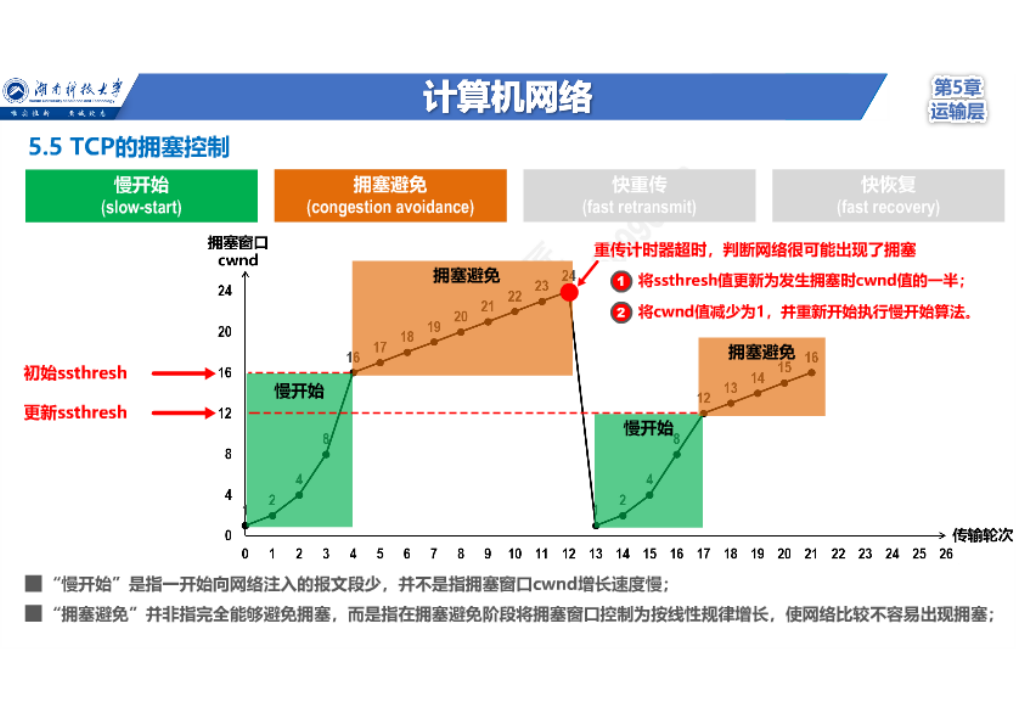 湖南科技大学
计算机网络
第5章
运输层
5.5 TCP的拥塞控制
慢开始
(slow-start)
拥塞避免
(congestion avoidance)
快重传
(fast retransmit)
快恢复
(fast recovery)
拥塞窗口
cwnd
重传计时器超时，判断网络很可能出现了拥塞
1 将ssthresh值更新为发生拥塞时cwnd值的一半；
2 将cwnd值减少为1，并重新开始执行慢开始算法。
拥塞避免
24
24
23
22
21
20
20
19
18
17
16
初始ssthresh
16
慢开始
拥塞避免
16
15
14
13
12
更新ssthresh
12
慢开始
8
8
8
4
4
4
2
2
1
1
0
0 1 2 3 4 5 6 7 8 9 10 11 12 13 14 15 16 17 18 19 20 21 22 23 24 25 26
传输轮次
“慢开始”是指一开始向网络注入的报文段少，并不是指拥塞窗口cwnd增长速度慢；
“拥塞避免”并非指完全能够避免拥塞，而是指在拥塞避免阶段将拥塞窗口控制为按线性规律增长，使网络比较不容易出现拥塞；